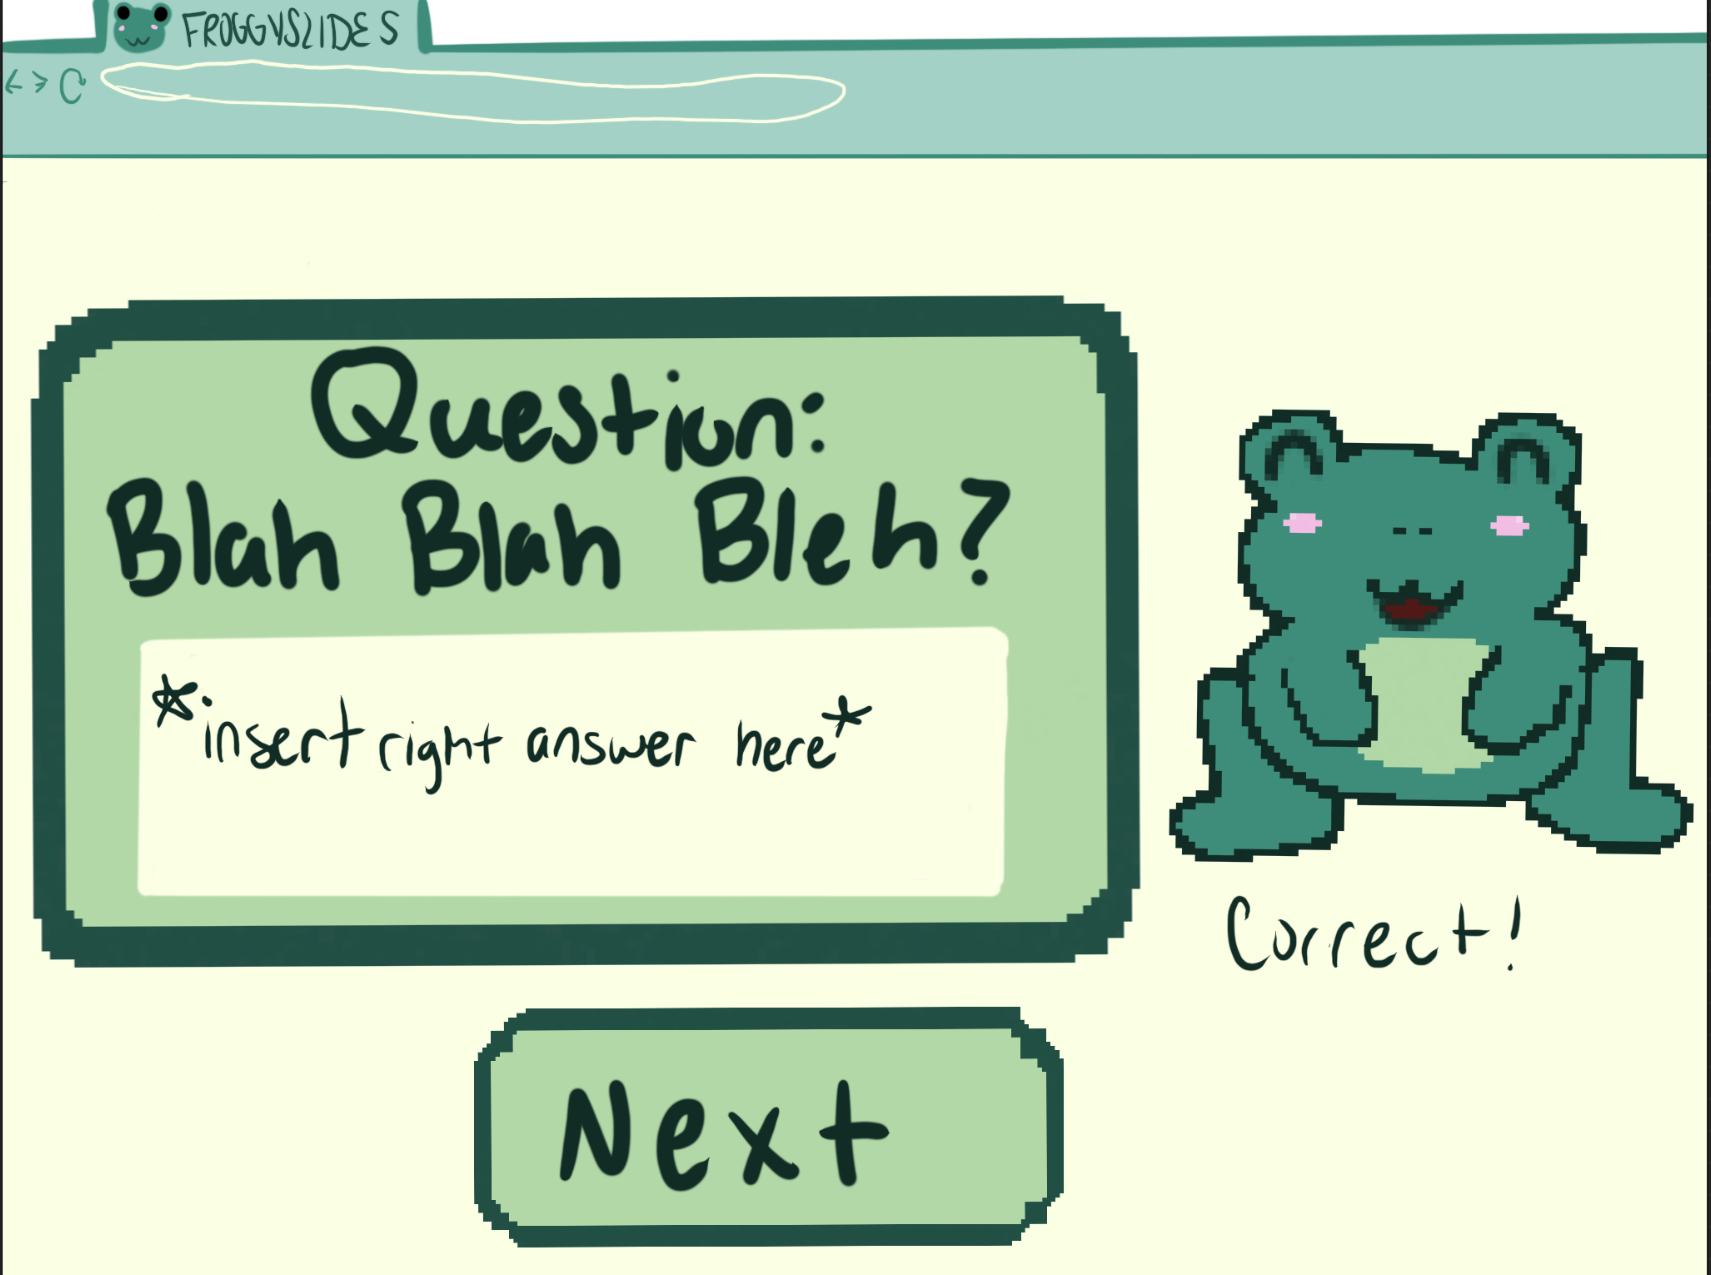 FROGGYSLIDES
Question:
Blah Blah Bleh?
*insert right answer here*
Correct!
Next